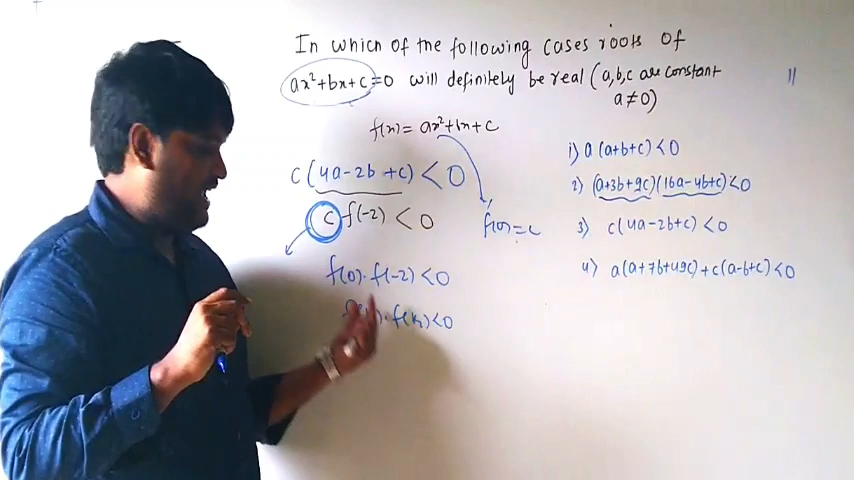 In which of the following cases roots of
ax²+bx+c=0 will definitely be real (a,b,c are constant
a≠0)
f(x)= ax²+bx+c
c(4a-2b+c)<0
c f(-2)<0
f(0)=c
f(0).f(-2)<0
.f(k₂)<0
1) a(a+b+c)<0
2) (a+3b+9c)(16a-4b+c)<0
3) c(4a-2b+c)<0
4) a(a+7b+49c)+c(a-b+c)<0